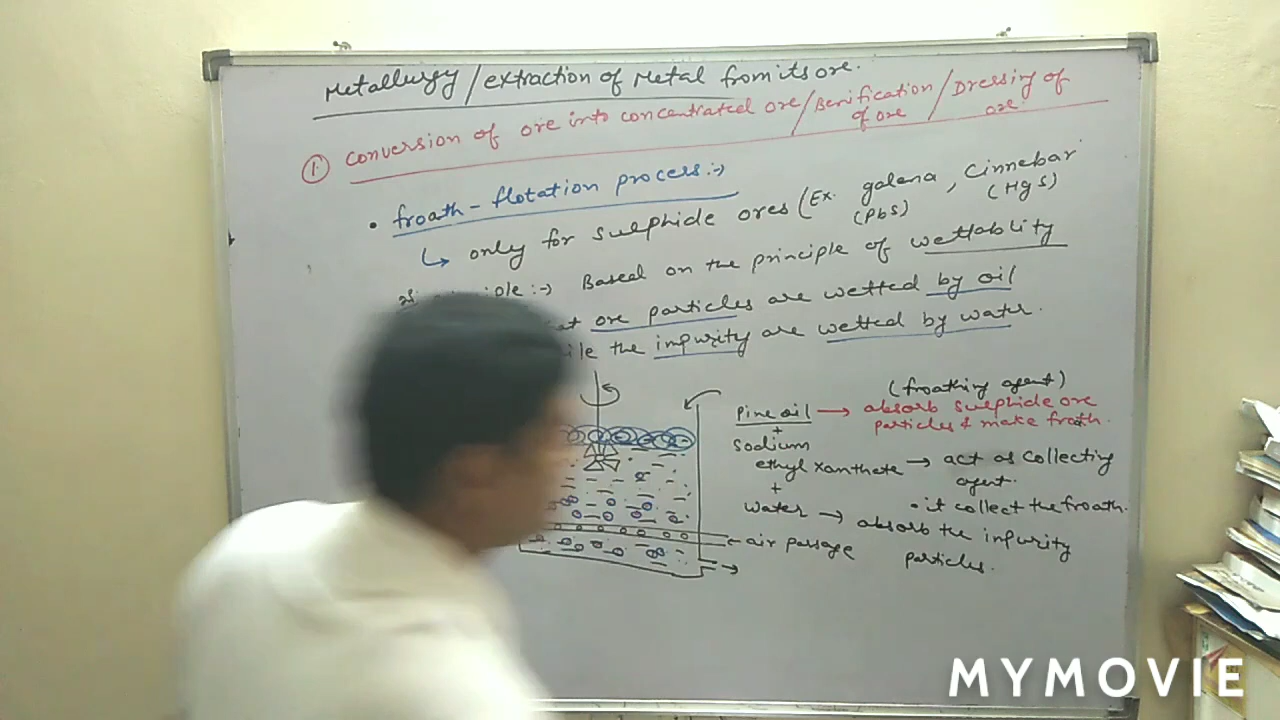 Metallurgy/extraction of Metal from its ore.
① Conversion of ore into concentrated ore/Benification of ore/Dressing of ore
• froath-flotation process:→
↳ only for sulphide ores (Ex. galena (PbS), Cinnebar (HgS)
:→ Based on the principle of wettablity
ore particles are wetted by oil
the impurity are wetted by water.
(froathing agent)
Pine oil → absorb sulphide ore
particles & make froath.
+
sodium
ethyl xanthete → act as collecting
agent.
+
• it collect the froath.
water → absorb the impurity
particles.
← air passage
MYMOVIE